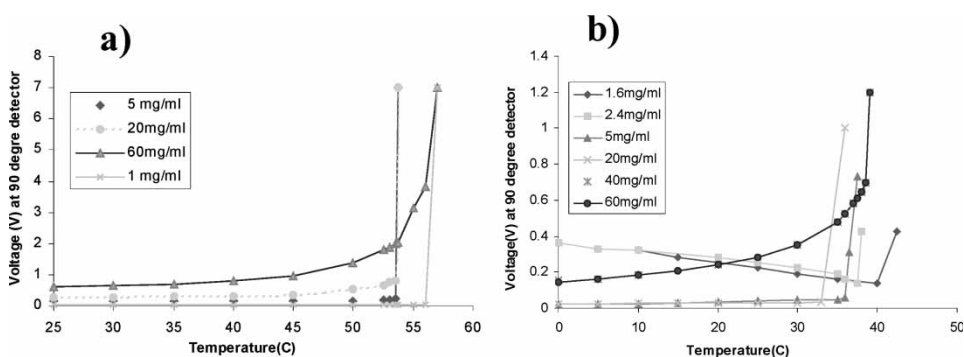 a)
8
7
6
5
4
3
2
1
0
Voltage (V) at 90 degre detector
5 mg/ml
20mg/ml
60mg/ml
1 mg/ml
25 30 35 40 45 50 55 60
Temperature(C)
b)
1.4
1.2
1
0.8
0.6
0.4
0.2
0
Voltage(V) at 90 degree detector
1.6mg/ml
2.4mg/ml
5mg/ml
20mg/ml
40mg/ml
60mg/ml
0 10 20 30 40 50
Temperature(C)